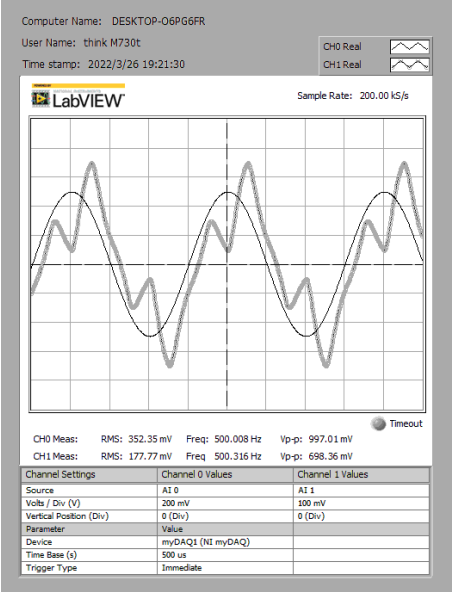 Computer Name: DESKTOP-O6PG6FR
User Name: think M730t
Time stamp: 2022/3/26 19:21:30
CH0 Real
CH1 Real
LabVIEW
Sample Rate: 200.00 kS/s
Timeout
CH0 Meas: RMS: 352.35 mV Freq: 500.008 Hz Vp-p: 997.01 mV
CH1 Meas: RMS: 177.77 mV Freq 500.316 Hz Vp-p: 698.36 mV
Channel Settings Channel 0 Values Channel 1 Values
Source AI 0 AI 1
Volts / Div (V) 200 mV 100 mV
Vertical Position (Div) 0 (Div) 0 (Div)
Parameter Value
Device myDAQ1 (NI myDAQ)
Time Base (s) 500 us
Trigger Type Immediate